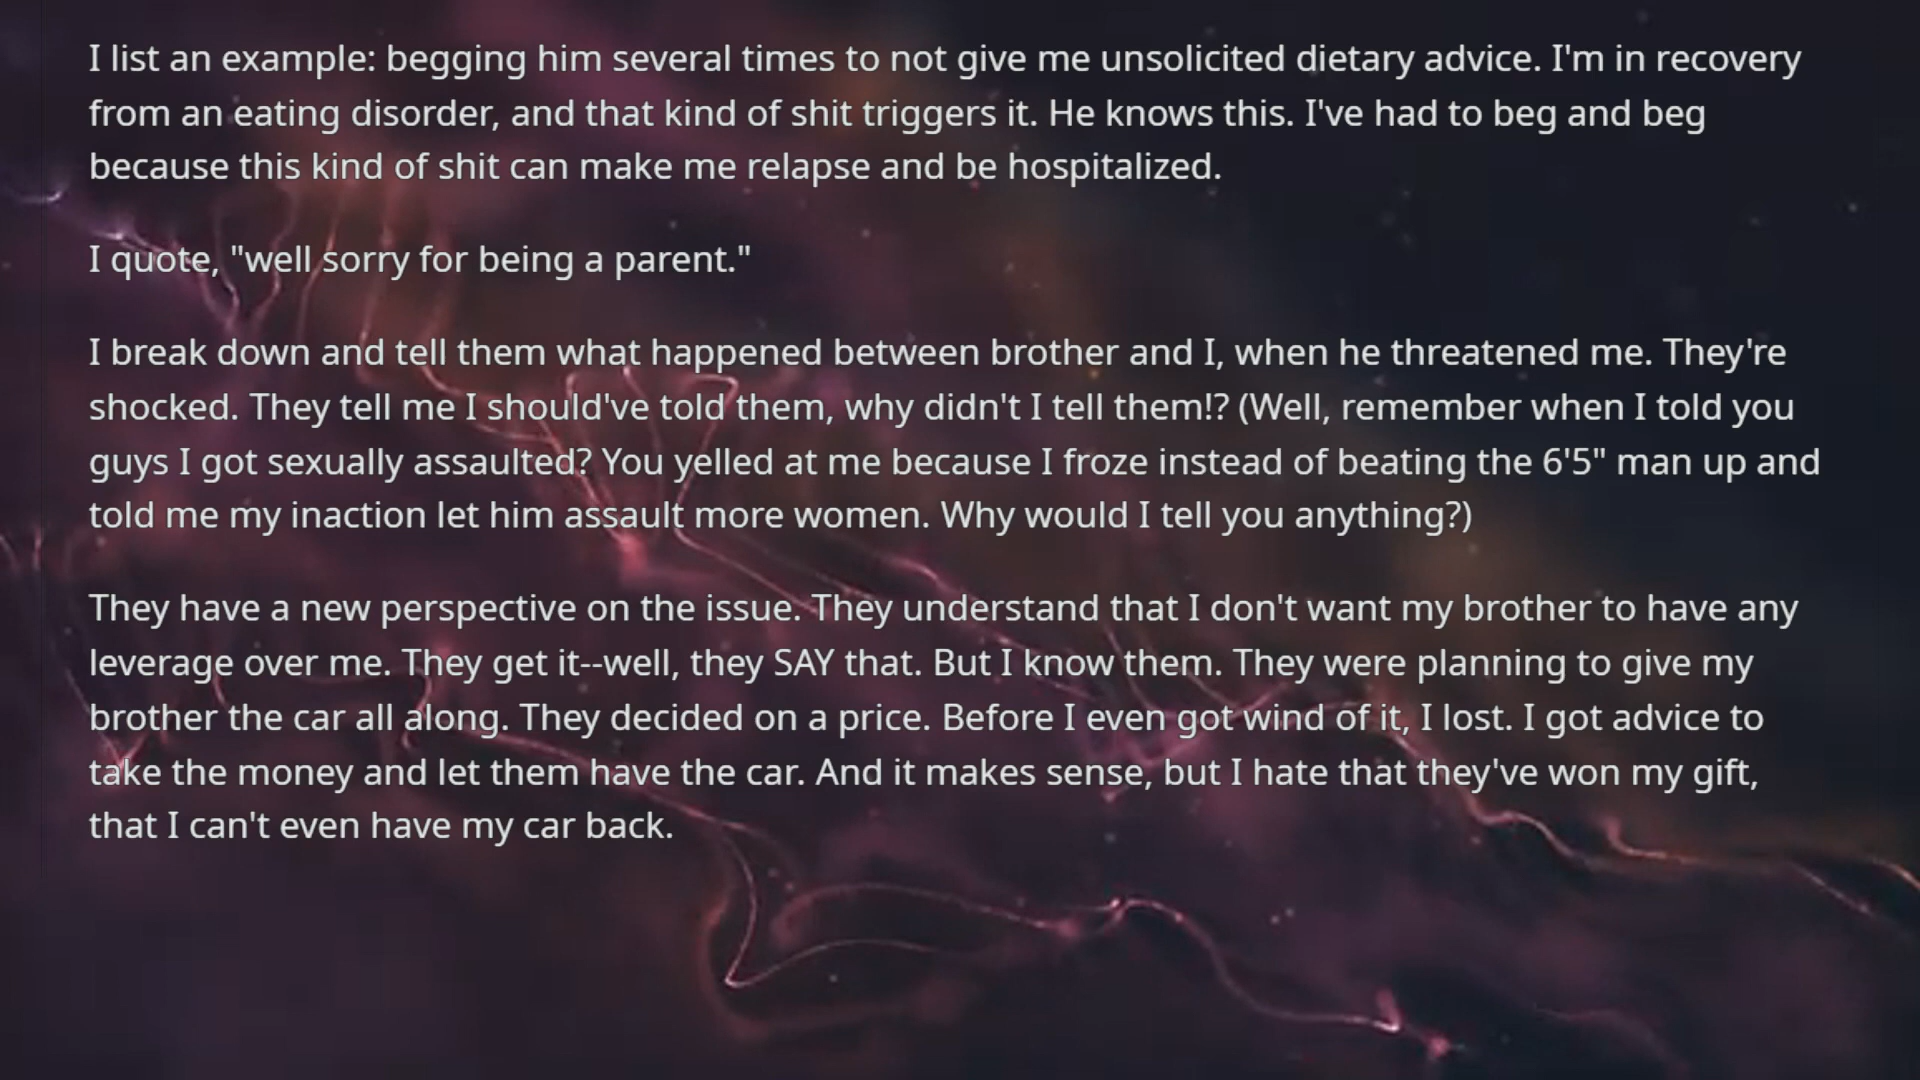 I list an example: begging him several times to not give me unsolicited dietary advice. I'm in recovery
from an eating disorder, and that kind of shit triggers it. He knows this. I've had to beg and beg
because this kind of shit can make me relapse and be hospitalized.
I quote, "well sorry for being a parent."
I break down and tell them what happened between brother and I, when he threatened me. They're
shocked. They tell me I should've told them, why didn't I tell them!? (Well, remember when I told you
guys I got sexually assaulted? You yelled at me because I froze instead of beating the 6'5" man up and
told me my inaction let him assault more women. Why would I tell you anything?)
They have a new perspective on the issue. They understand that I don't want my brother to have any
leverage over me. They get it--well, they SAY that. But I know them. They were planning to give my
brother the car all along. They decided on a price. Before I even got wind of it, I lost. I got advice to
take the money and let them have the car. And it makes sense, but I hate that they've won my gift,
that I can't even have my car back.